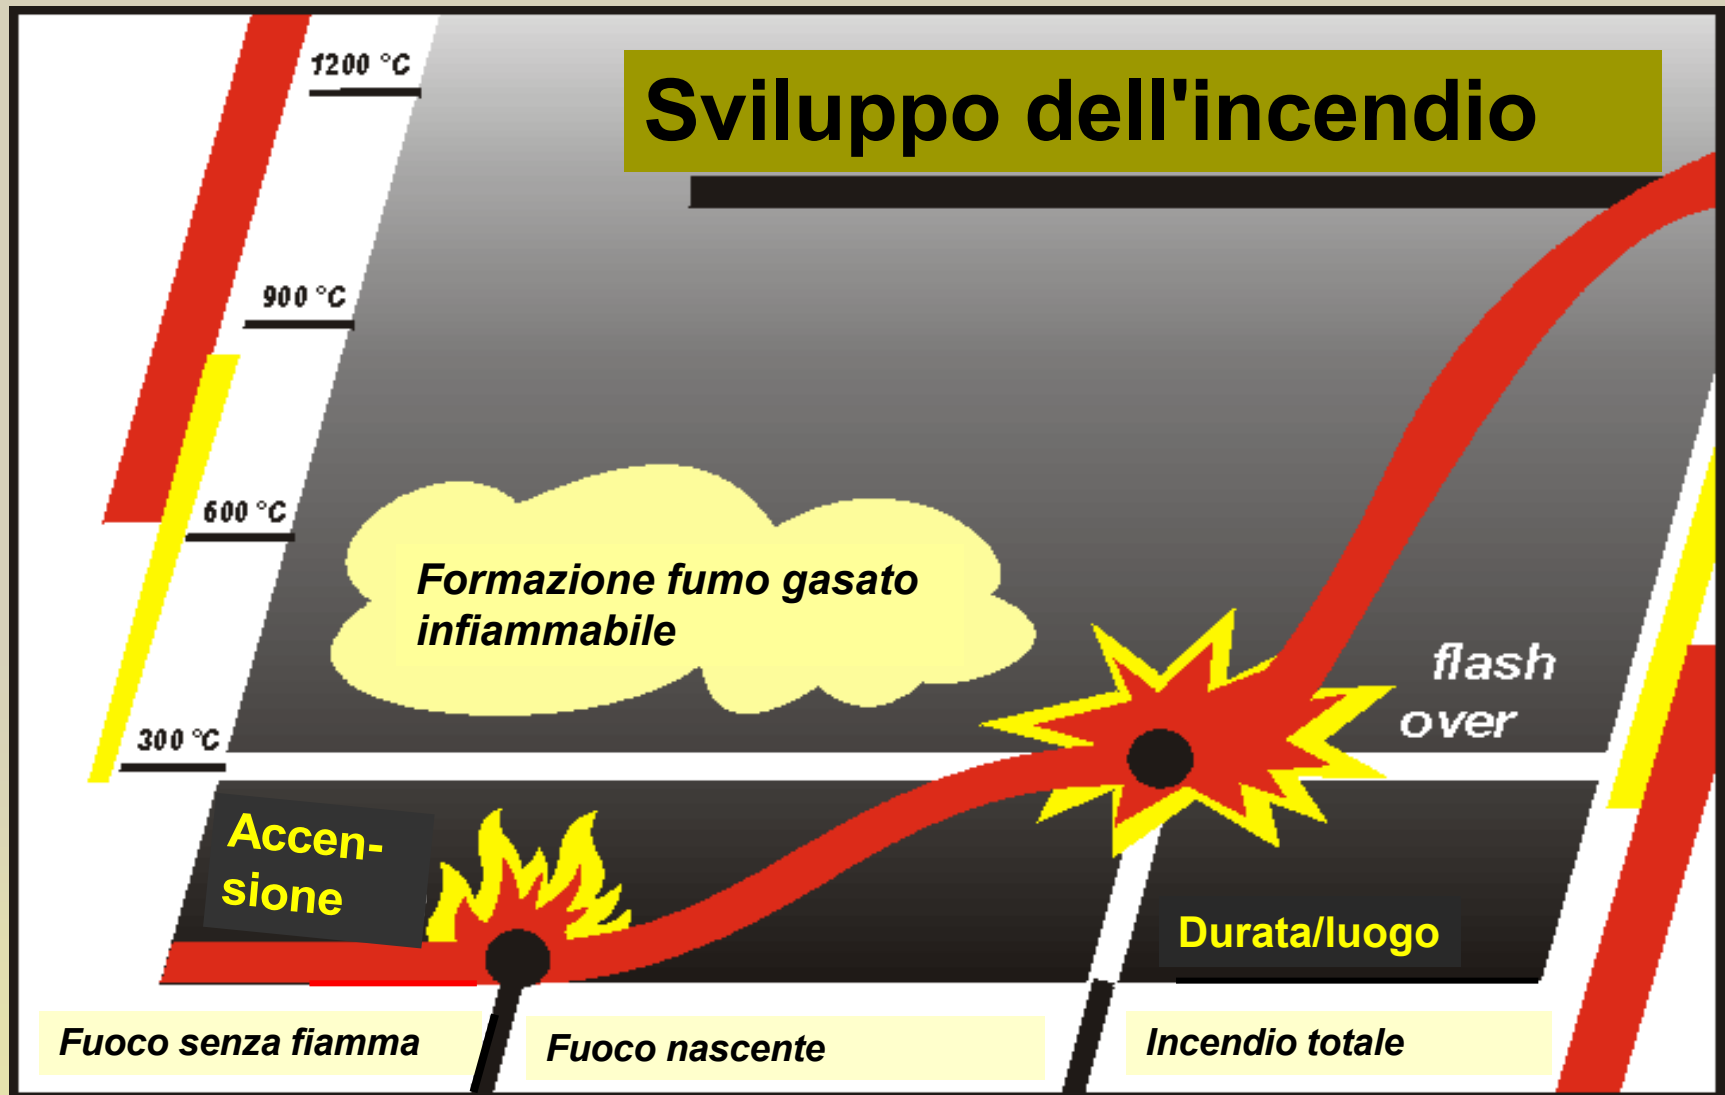 Sviluppo dell'incendio
1200 °C
900 °C
600 °C
300 °C
Formazione fumo gasato
infiammabile
flash
over
Accen-
sione
Durata/luogo
Fuoco senza fiamma
Fuoco nascente
Incendio totale